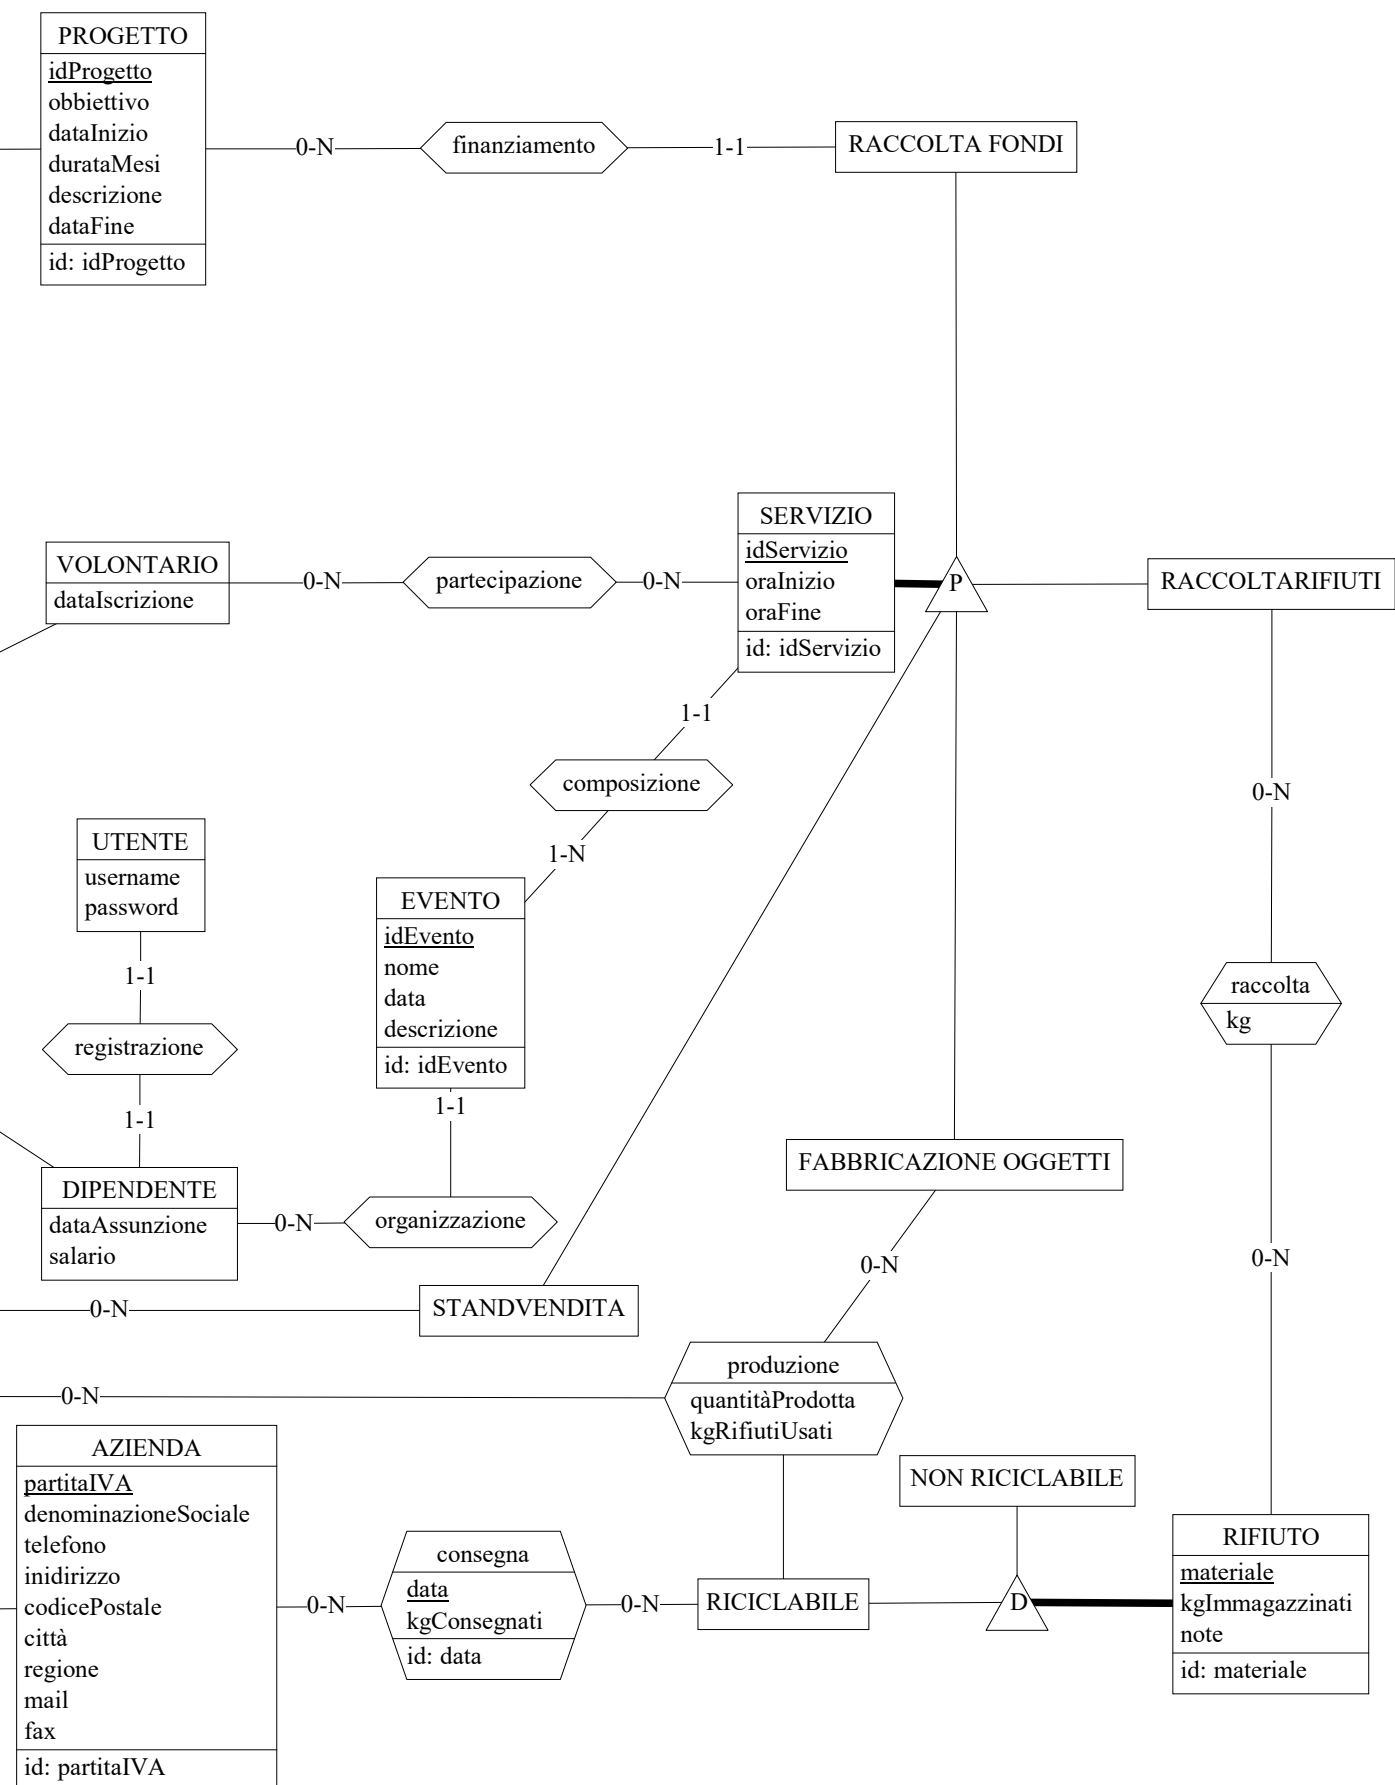 PROGETTO
idProgetto
obbiettivo
dataInizio
durataMesi
descrizione
dataFine
id: idProgetto
0-N
finanziamento
1-1
RACCOLTA FONDI
VOLONTARIO
dataIscrizione
0-N
partecipazione
0-N
SERVIZIO
idServizio
oraInizio
oraFine
id: idServizio
P
RACCOLTARIFIUTI
1-1
composizione
1-N
0-N
UTENTE
username
password
1-1
registrazione
1-1
EVENTO
idEvento
nome
data
descrizione
id: idEvento
1-1
raccolta
kg
FABBRICAZIONE OGGETTI
DIPENDENTE
dataAssunzione
salario
0-N
organizzazione
0-N
0-N
0-N
STANDVENDITA
produzione
quantitàProdotta
kgRifiutiUsati
0-N
AZIENDA
partitaIVA
denominazioneSociale
telefono
inidirizzo
codicePostale
città
regione
mail
fax
id: partitaIVA
0-N
consegna
data
kgConsegnati
id: data
0-N
RICICLABILE
NON RICICLABILE
D
RIFIUTO
materiale
kgImmagazzinati
note
id: materiale